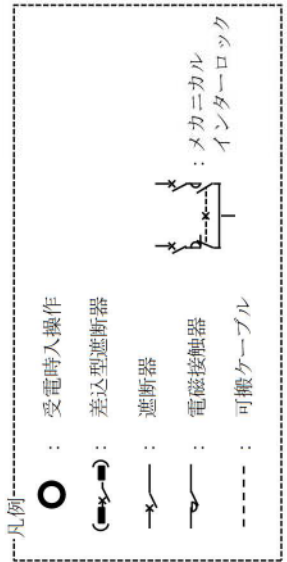 凡例
: 受電時入操作
: 差込型遮断器
: 遮断器
: 電磁接触器
: 可搬ケーブル
: メカニカル
インターロック